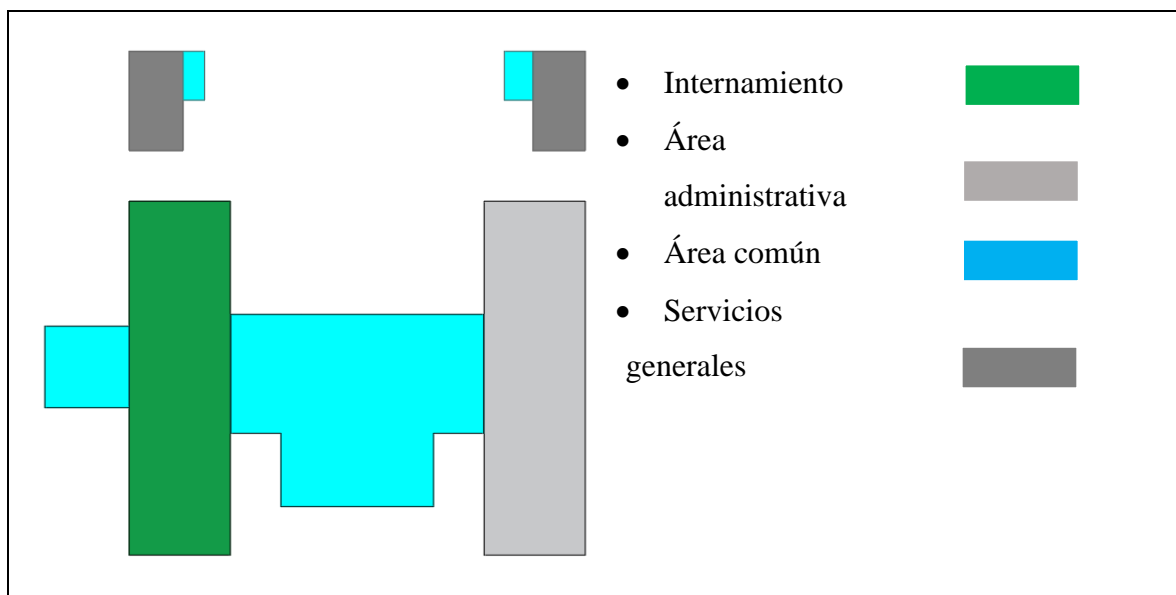 • Internamiento
• Área
administrativa
• Área común
• Servicios
generales